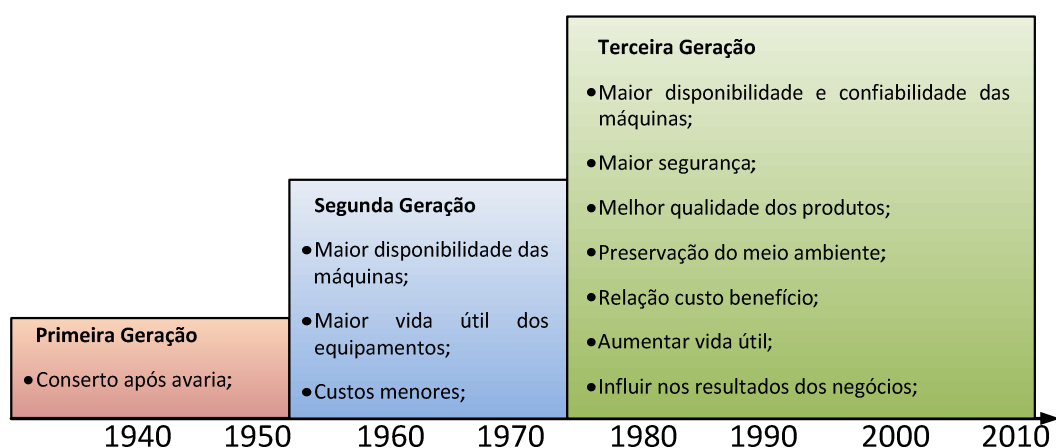 Primeira Geração
•Conserto após avaria;
Segunda Geração
•Maior disponibilidade das
máquinas;
•Maior vida útil dos
equipamentos;
•Custos menores;
Terceira Geração
•Maior disponibilidade e confiabilidade das
máquinas;
•Maior segurança;
•Melhor qualidade dos produtos;
•Preservação do meio ambiente;
•Relação custo benefício;
•Aumentar vida útil;
•Influir nos resultados dos negócios;
1940 1950 1960 1970 1980 1990 2000 2010